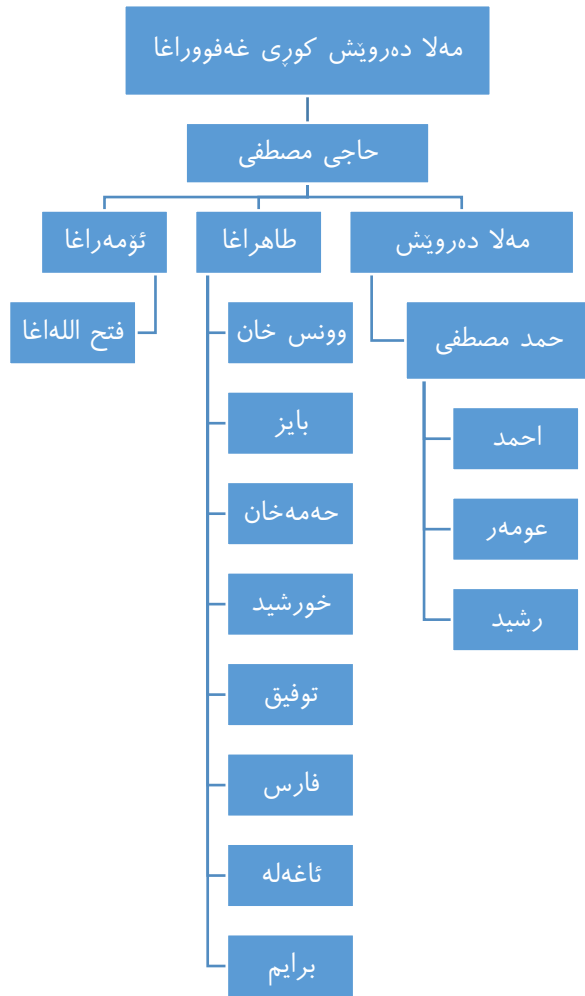 مەلا دەروێش کوڕی غەفووراغا
حاجی مصطفی
مەلا دەروێش
طاهراغا
ئۆمەراغا
حمد مصطفی
وونس خان
فتح اللەاغا
احمد
بایز
عومەر
حەمەخان
رشید
خورشید
توفیق
فارس
ئاغەلە
برایم